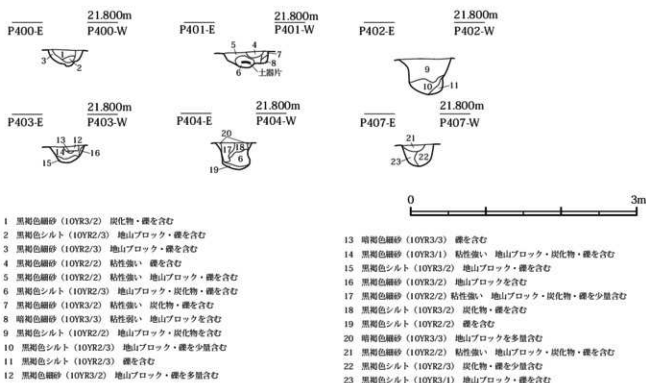 21.800m 21.800m 21.800m
P400-E P400-W P401-E P401-W P402-E P402-W
3 1 2
5 4 7 8 6 土器片
9 10 11
21.800m 21.800m 21.800m
P403-E P403-W P404-E P404-W P407-E P407-W
13 12 14 16 15
20 17 18 6 19
21 23 22
0 3m
1 黒褐色細砂（10YR3/2） 炭化物・礫を含む
2 黒褐色シルト（10YR2/3） 地山ブロック・礫を含む
3 黒褐色細砂（10YR2/3） 地山ブロック・礫を含む
4 黒褐色細砂（10YR2/2） 粘性強い 礫を含む
5 黒褐色細砂（10YR2/2） 粘性強い 地山ブロック・礫を含む
6 黒褐色シルト（10YR2/3） 地山ブロック・炭化物・礫を含む
7 黒褐色細砂（10YR3/2） 粘性強い 炭化物・礫を含む
8 暗褐色細砂（10YR3/3） 粘性弱い 地山ブロックを含む
9 黒褐色シルト（10YR2/2） 地山ブロック・炭化物を含む
10 黒褐色シルト（10YR2/3） 地山ブロック・礫を少量含む
11 黒褐色シルト（10YR2/3） 礫を含む
12 黒褐色細砂（10YR3/2） 地山ブロック・礫を多量含む
13 暗褐色細砂（10YR3/3） 礫を含む
14 黒褐色細砂（10YR3/1） 粘性強い 地山ブロック・炭化物・礫を含む
15 黒褐色シルト（10YR3/2） 地山ブロック・礫を含む
16 黒褐色細砂（10YR3/2） 地山ブロックを含む
17 黒褐色細砂（10YR2/2）粘性強い 地山ブロック・炭化物・礫を少量含む
18 黒褐色シルト（10YR3/2） 炭化物・礫を含む
19 黒褐色シルト（10YR2/2） 礫を含む
20 暗褐色細砂（10YR3/3） 地山ブロックを多量含む
21 黒褐色細砂（10YR2/2） 粘性強い 地山ブロック・炭化物・礫を含む
22 黒褐色シルト（10YR2/3） 炭化物・礫を少量含む
23 黒褐色シルト（10YR3/1） 地山ブロック・礫を含む